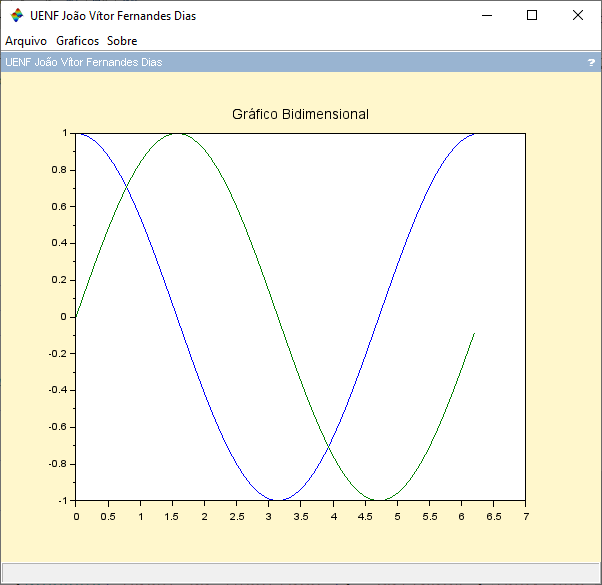 UENF João Vítor Fernandes Dias
Arquivo Graficos Sobre
UENF João Vítor Fernandes Dias ?
Gráfico Bidimensional
1
0.8
0.6
0.4
0.2
0
-0.2
-0.4
-0.6
-0.8
-1
0 0.5 1 1.5 2 2.5 3 3.5 4 4.5 5 5.5 6 6.5 7